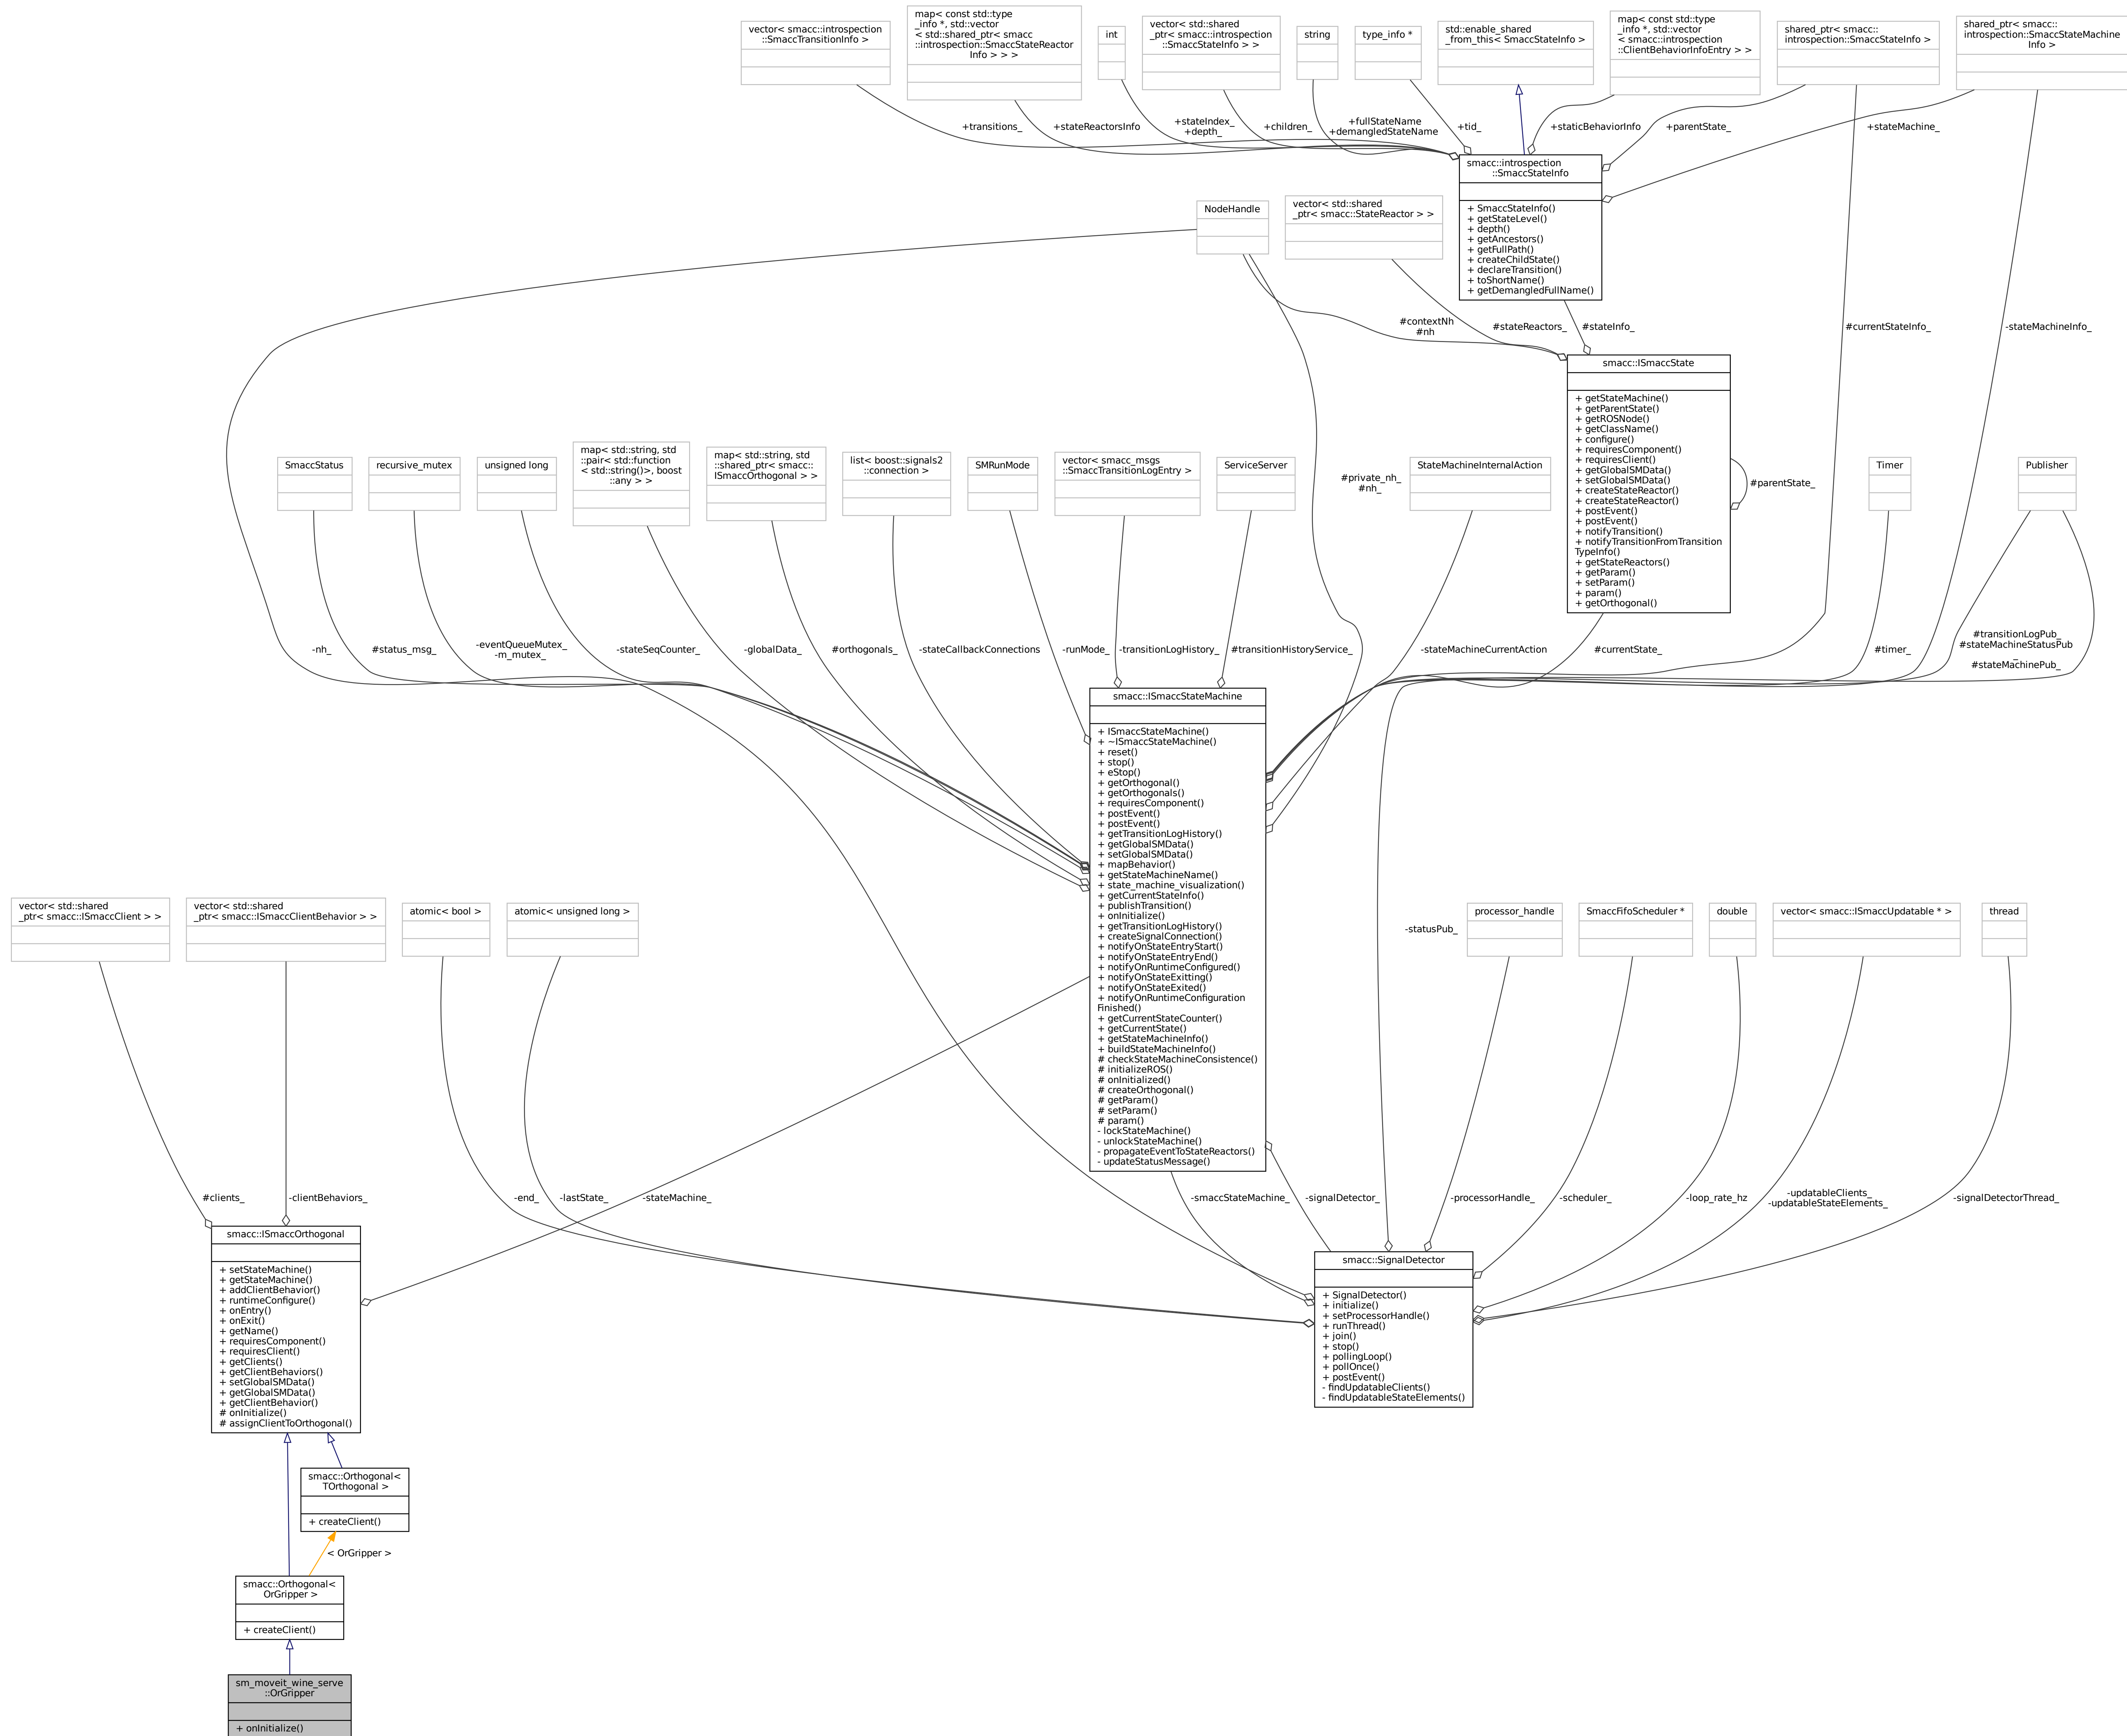 vector< smacc::introspection
::SmaccTransitionInfo >
map< const std::type
_info *, std::vector
< std::shared_ptr< smacc
::introspection::SmaccStateReactor
Info > > >
int
vector< std::shared
_ptr< smacc::introspection
::SmaccStateInfo > >
string
type_info *
std::enable_shared
_from_this< SmaccStateInfo >
map< const std::type
_info *, std::vector
< smacc::introspection
::ClientBehaviorInfoEntry > >
shared_ptr< smacc::
introspection::SmaccStateInfo >
shared_ptr< smacc::
introspection::SmaccStateMachine
Info >
+transitions_
+stateReactorsInfo
+stateIndex_
+depth_
+children_
+fullStateName
+demangledStateName
+tid_
+staticBehaviorInfo
+parentState_
+stateMachine_
smacc::introspection
::SmaccStateInfo
+ SmaccStateInfo()
+ getStateLevel()
+ depth()
+ getAncestors()
+ getFullPath()
+ createChildState()
+ declareTransition()
+ toShortName()
+ getDemangledFullName()
NodeHandle
vector< std::shared
_ptr< smacc::StateReactor > >
#contextNh
#nh
#stateReactors_
#stateInfo_
#currentStateInfo_
-stateMachineInfo_
smacc::ISmaccState
+ getStateMachine()
+ getParentState()
+ getROSNode()
+ getClassName()
+ configure()
+ requiresComponent()
+ requiresClient()
+ getGlobalSMData()
+ setGlobalSMData()
+ createStateReactor()
+ createStateReactor()
+ postEvent()
+ postEvent()
+ notifyTransition()
+ notifyTransitionFromTransition
TypeInfo()
+ getStateReactors()
+ getParam()
+ setParam()
+ param()
+ getOrthogonal()
#parentState_
SmaccStatus
recursive_mutex
unsigned long
map< std::string, std
::pair< std::function
< std::string()>, boost
::any > >
map< std::string, std
::shared_ptr< smacc::
ISmaccOrthogonal > >
list< boost::signals2
::connection >
SMRunMode
vector< smacc_msgs
::SmaccTransitionLogEntry >
ServiceServer
#private_nh_
#nh_
StateMachineInternalAction
Timer
Publisher
-nh_
#status_msg_
-eventQueueMutex_
-m_mutex_
-stateSeqCounter_
-globalData_
#orthogonals_
-stateCallbackConnections
-runMode_
-transitionLogHistory_
#transitionHistoryService_
-stateMachineCurrentAction
#currentState_
#timer_
#transitionLogPub_
#stateMachineStatusPub
_
#stateMachinePub_
smacc::ISmaccStateMachine
+ ISmaccStateMachine()
+ ~ISmaccStateMachine()
+ reset()
+ stop()
+ eStop()
+ getOrthogonal()
+ getOrthogonals()
+ requiresComponent()
+ postEvent()
+ postEvent()
+ getTransitionLogHistory()
+ getGlobalSMData()
+ setGlobalSMData()
+ mapBehavior()
+ getStateMachineName()
+ state_machine_visualization()
+ getCurrentStateInfo()
+ publishTransition()
+ onInitialize()
+ getTransitionLogHistory()
+ createSignalConnection()
+ notifyOnStateEntryStart()
+ notifyOnStateEntryEnd()
+ notifyOnRuntimeConfigured()
+ notifyOnStateExitting()
+ notifyOnStateExited()
+ notifyOnRuntimeConfiguration
Finished()
+ getCurrentStateCounter()
+ getCurrentState()
+ getStateMachineInfo()
+ buildStateMachineInfo()
# checkStateMachineConsistence()
# initializeROS()
# onInitialized()
# createOrthogonal()
# getParam()
# setParam()
# param()
- lockStateMachine()
- unlockStateMachine()
- propagateEventToStateReactors()
- updateStatusMessage()
vector< std::shared
_ptr< smacc::ISmaccClient > >
vector< std::shared
_ptr< smacc::ISmaccClientBehavior > >
atomic< bool >
atomic< unsigned long >
-statusPub_
processor_handle
SmaccFifoScheduler *
double
vector< smacc::ISmaccUpdatable * >
thread
#clients_
-clientBehaviors_
-end_
-lastState_
-stateMachine_
-smaccStateMachine_
-signalDetector_
-processorHandle_
-scheduler_
-loop_rate_hz
-updatableClients_
-updatableStateElements_
-signalDetectorThread_
smacc::ISmaccOrthogonal
+ setStateMachine()
+ getStateMachine()
+ addClientBehavior()
+ runtimeConfigure()
+ onEntry()
+ onExit()
+ getName()
+ requiresComponent()
+ requiresClient()
+ getClients()
+ getClientBehaviors()
+ setGlobalSMData()
+ getGlobalSMData()
+ getClientBehavior()
# onInitialize()
# assignClientToOrthogonal()
smacc::SignalDetector
+ SignalDetector()
+ initialize()
+ setProcessorHandle()
+ runThread()
+ join()
+ stop()
+ pollingLoop()
+ pollOnce()
+ postEvent()
- findUpdatableClients()
- findUpdatableStateElements()
smacc::Orthogonal<
TOrthogonal >
+ createClient()
< OrGripper >
smacc::Orthogonal<
OrGripper >
+ createClient()
sm_moveit_wine_serve
::OrGripper
+ onInitialize()